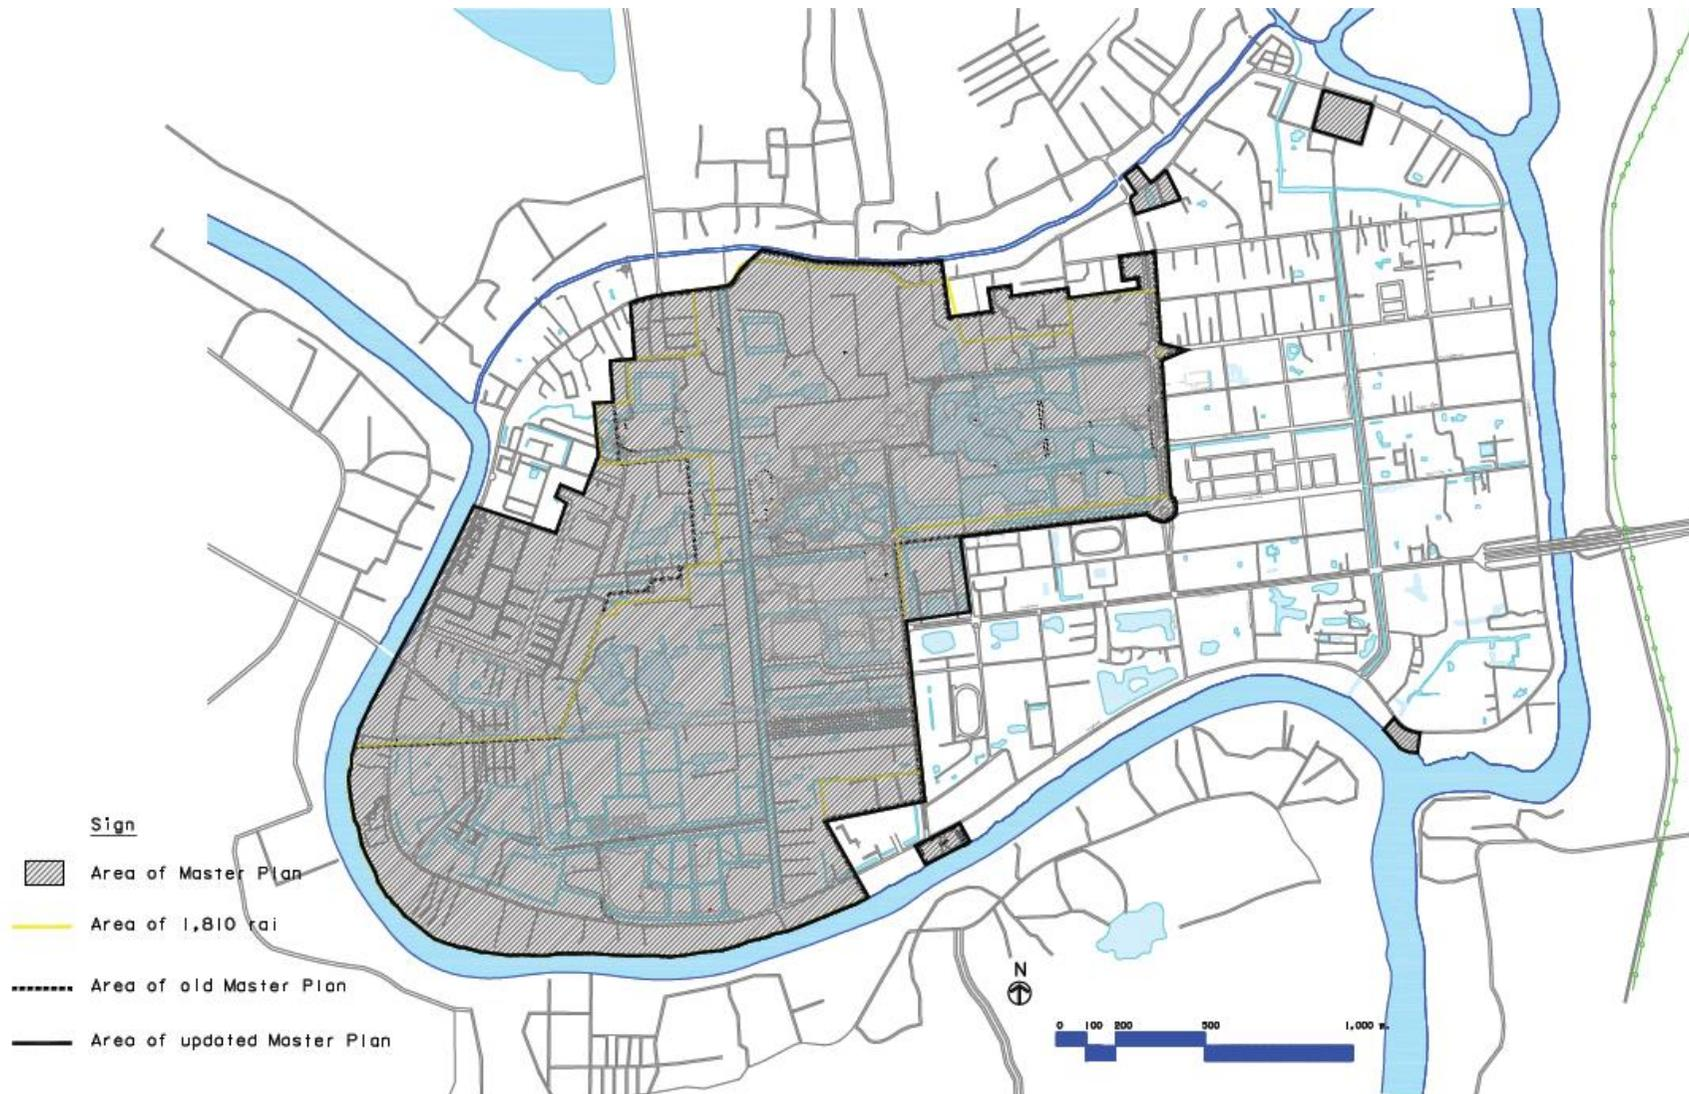 Sign
Area of Master Plan
Area of 1,810 rai
Area of old Master Plan
Area of updated Master Plan
N
0 100 200 500 1,000 m.